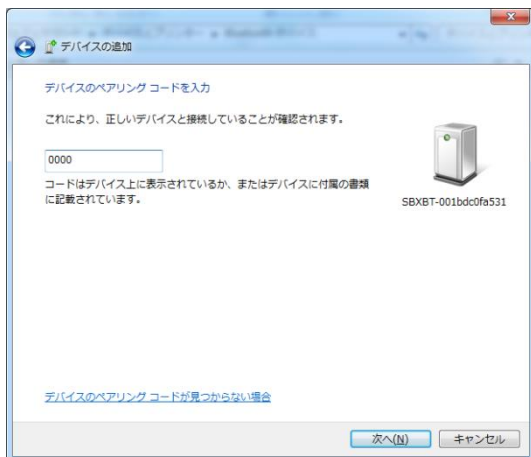 デバイスの追加
デバイスのペアリング コードを入力
これにより、正しいデバイスと接続していることが確認されます。
0000
コードはデバイス上に表示されているか、またはデバイスに付属の書類
に記載されています。
SBXBT-001bdc0fa531
デバイスのペアリング コードが見つからない場合
次へ(N)
キャンセル